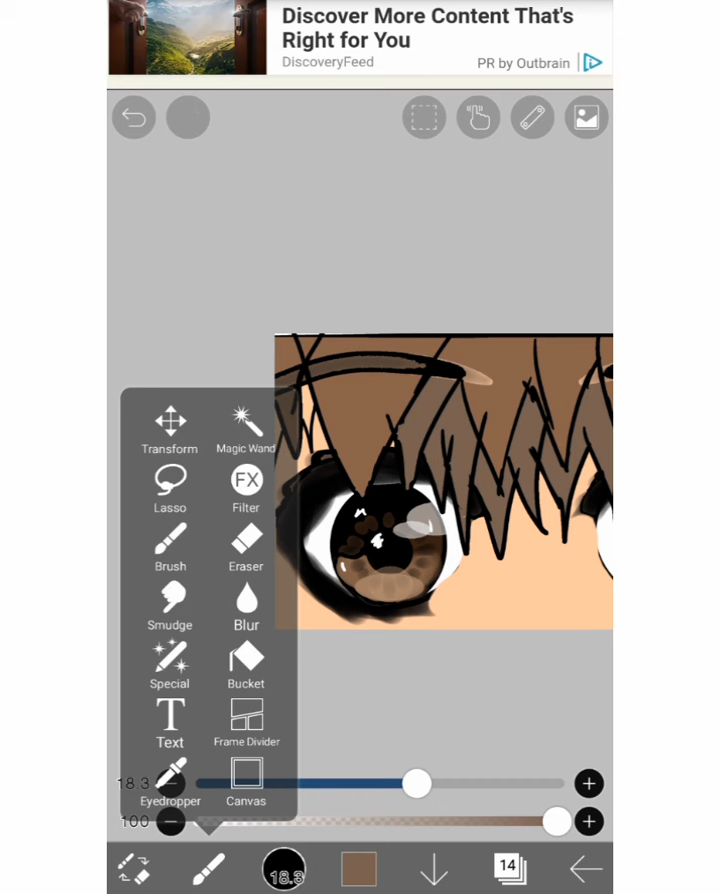 Discover More Content That's
Right for You
DiscoveryFeed
PR by Outbrain
Transform
Magic Wand
Lasso
FX
Filter
Brush
Eraser
Smudge
Blur
Special
Bucket
T
Text
Frame Divider
18.3
Eyedropper
Canvas
100
18.3
14